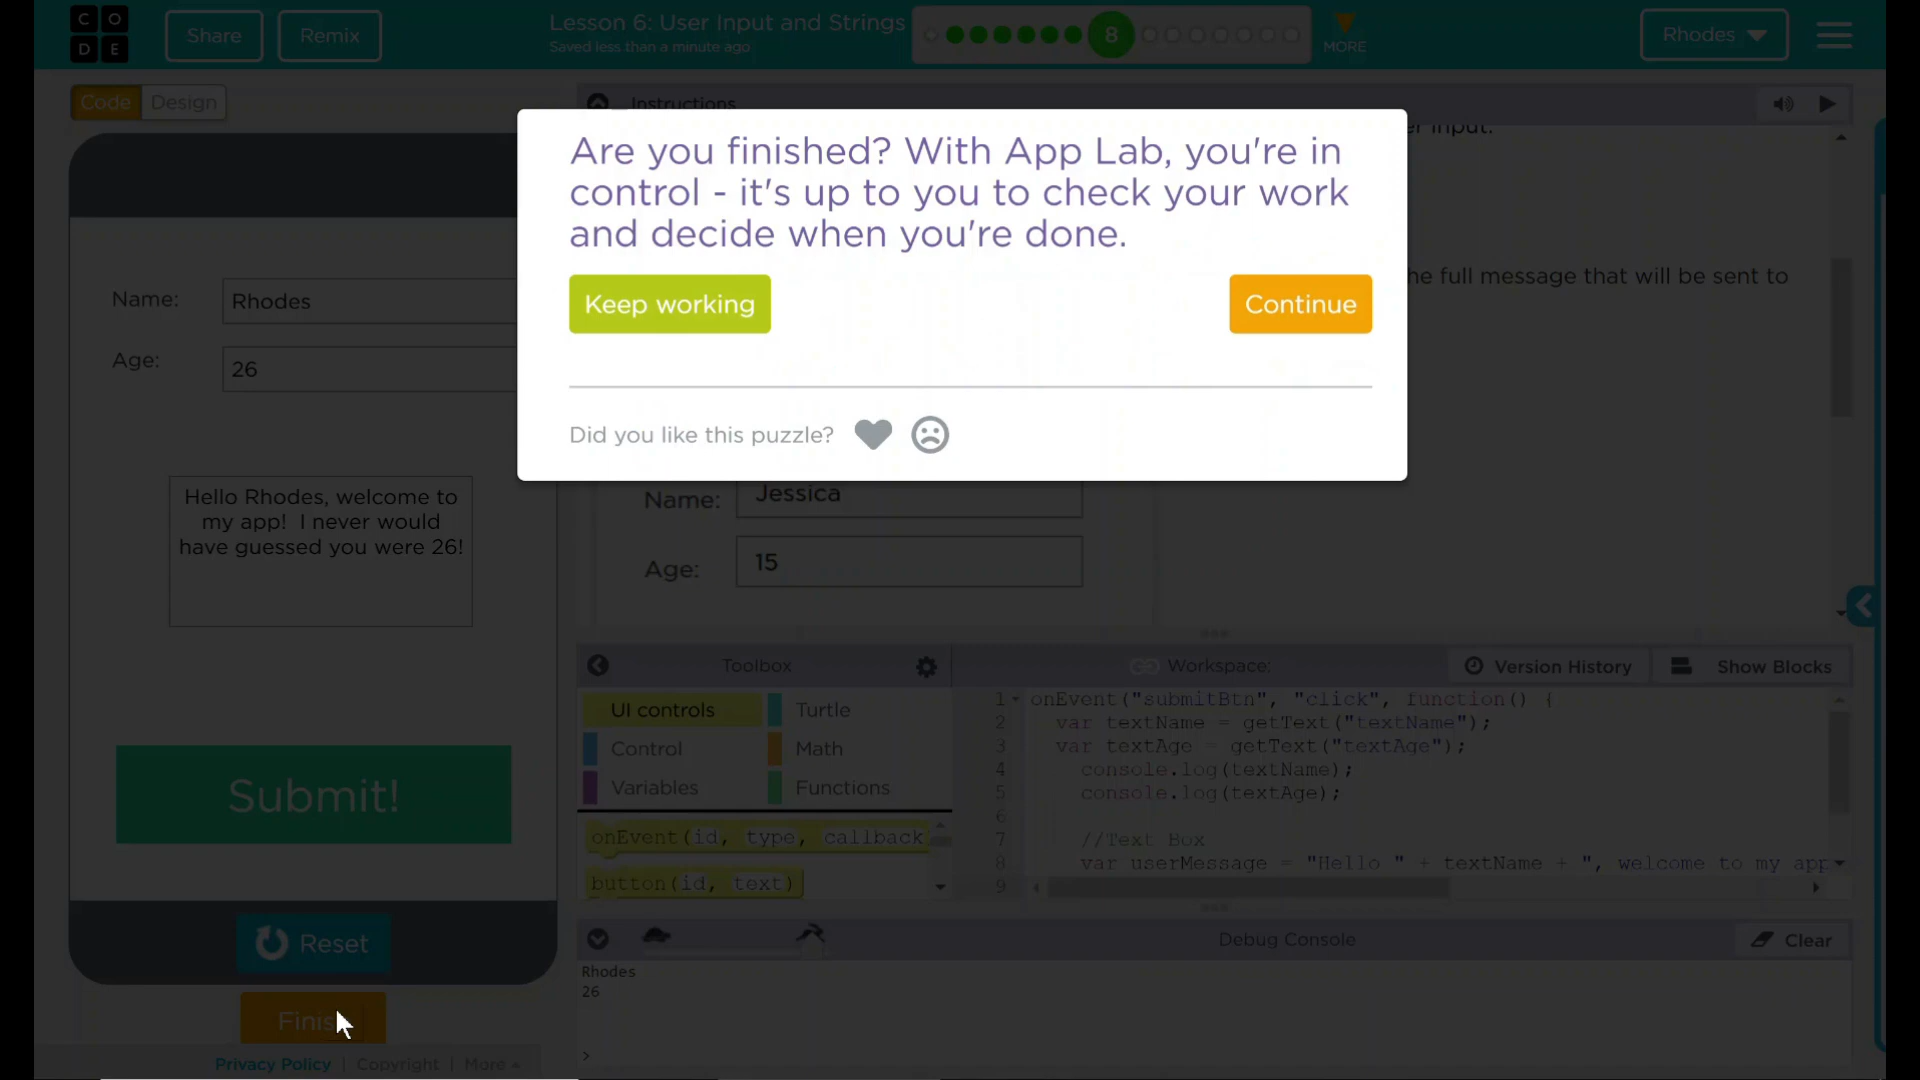 CODE
Share
Remix
Lesson 6: User Input and Strings
Saved less than a minute ago
8
MORE
Rhodes
Code
Design
Instructions
er input.
Are you finished? With App Lab, you're in
control - it's up to you to check your work
and decide when you're done.
Keep working
Continue
Did you like this puzzle?
he full message that will be sent to
Name:
Rhodes
Age:
26
Hello Rhodes, welcome to
my app! I never would
have guessed you were 26!
Submit!
Reset
Finis
Name:
Jessica
Age:
15
Toolbox
Workspace:
Version History
Show Blocks
UI controls
Turtle
Control
Math
Variables
Functions
onEvent(id, type, callback
button(id, text)
1 onEvent("submitBtn", "click", function() {
2 var textName = getText("textName");
3 var textAge = getText("textAge");
4 console.log(textName);
5 console.log(textAge);
6
7 //Text Box
8 var userMessage = "Hello " + textName + ", welcome to my app
9
Debug Console
Clear
Rhodes
26
>
Privacy Policy | Copyright | More